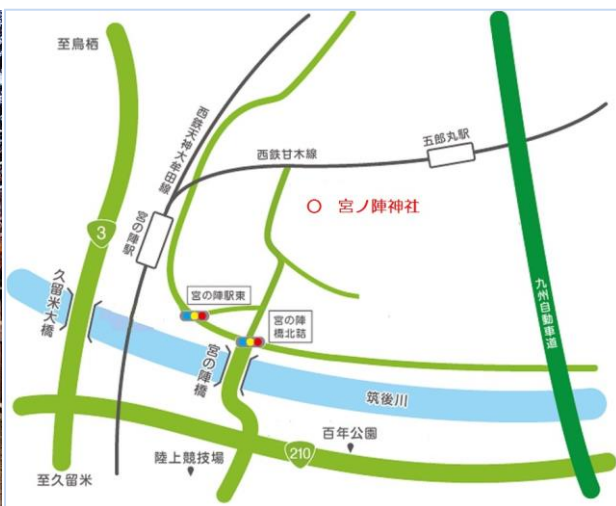 至鳥栖
西鉄天神大牟田線
五郎丸駅
西鉄甘木線
宮ノ陣神社
宮の陣駅
3
久留米大橋
九州自動車道
宮の陣駅東
宮の陣
橋北詰
宮の陣橋
筑後川
百年公園
210
陸上競技場
至久留米